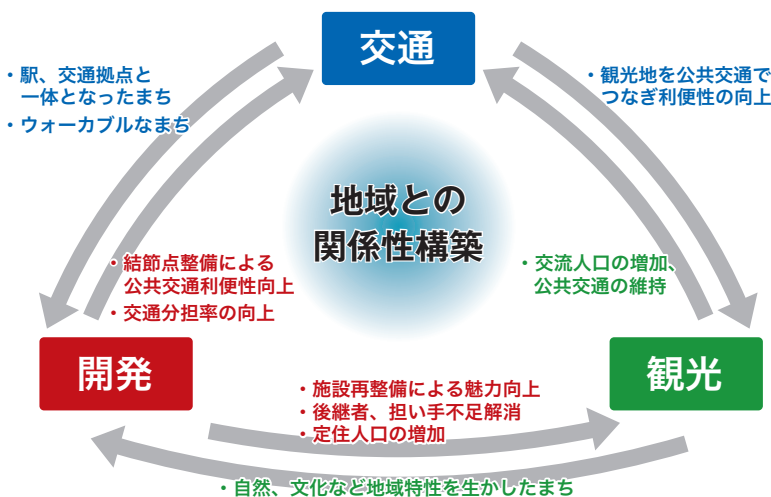 交通
・駅、交通拠点と
一体となったまち
・ウォーカブルなまち
・観光地を公共交通で
つなぎ利便性の向上
地域との
関係性構築
・結節点整備による
公共交通利便性向上
・交通分担率の向上
・交流人口の増加、
公共交通の維持
開発
・施設再整備による魅力向上
・後継者、担い手不足解消
・定住人口の増加
観光
・自然、文化など地域特性を生かしたまち